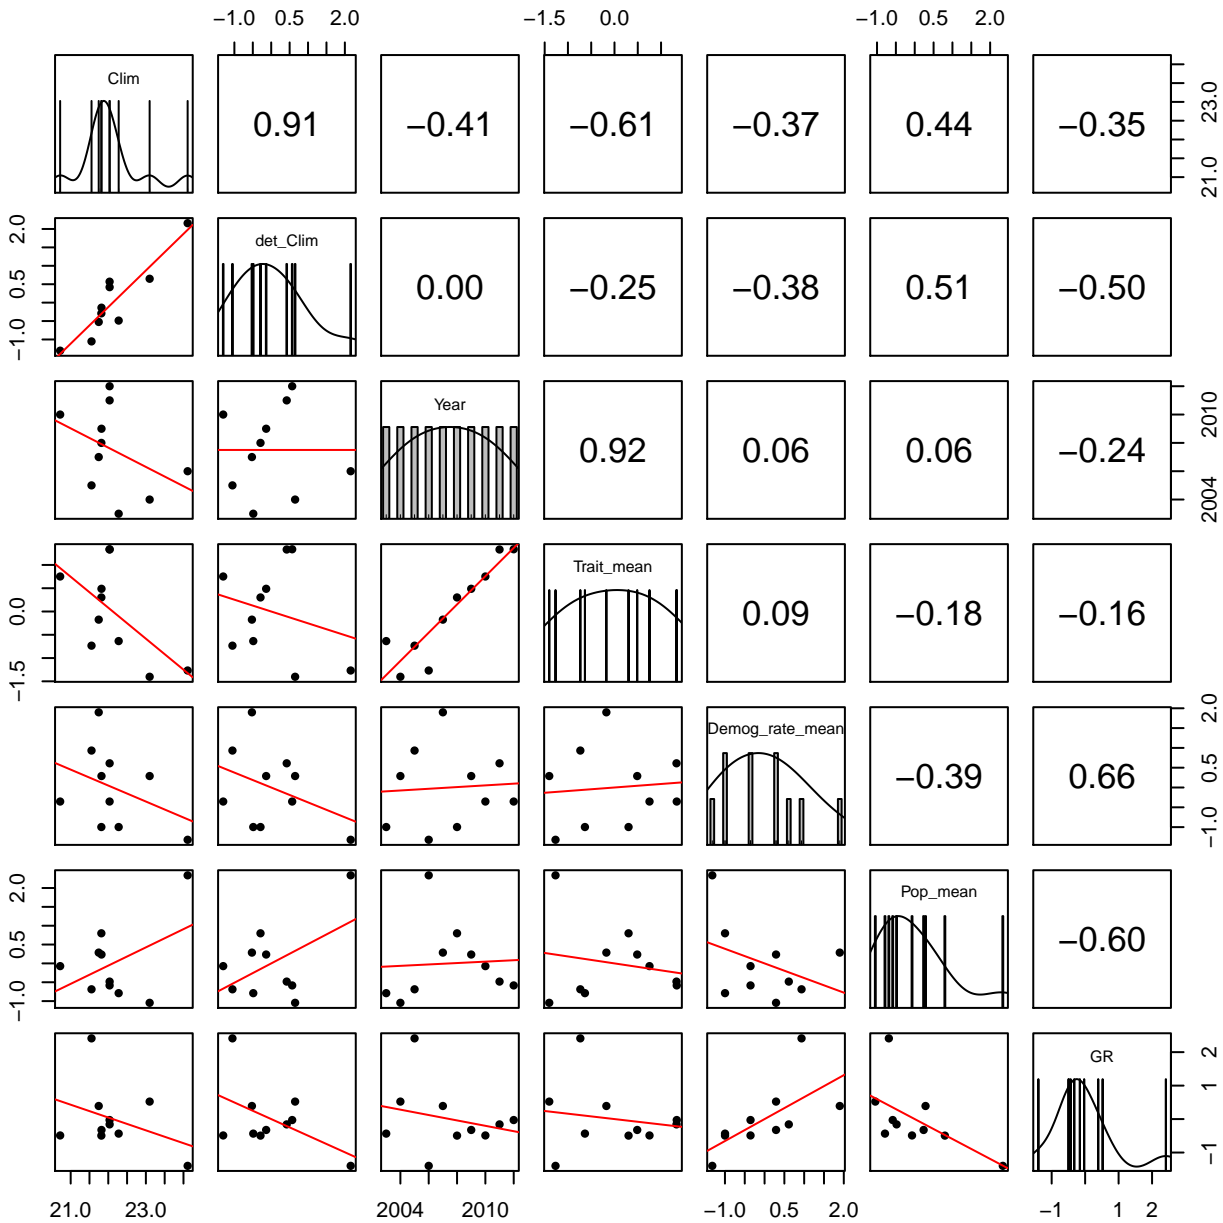 −1.0 0.5 2.0 −1.5 0.0 −1.0 0.5 2.0
Clim
0.91 −0.41 −0.61 −0.37 0.44 −0.35
21.0 23.0
−1.0 0.5 2.0
det_Clim
0.00 −0.25 −0.38 0.51 −0.50
Year
0.92 0.06 0.06 −0.24
2004 2010
−1.5 0.0
Trait_mean
0.09 −0.18 −0.16
Demog_rate_mean
−0.39 0.66
−1.0 0.5 2.0
−1.0 0.5 2.0
Pop_mean
−0.60
GR
−1 1 2
21.0 23.0 2004 2010 −1.0 0.5 2.0 −1 1 2